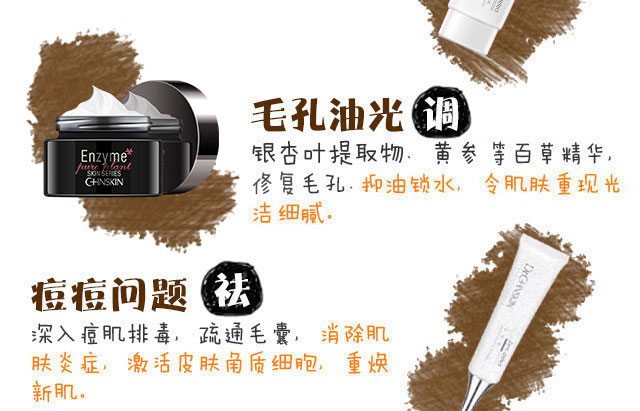 毛孔油光 调
Enzyme
pure plant
SKIN SERIES
CHNSKIN
银杏叶提取物、黄参等百草精华,
修复毛孔、抑油锁水, 令肌肤重现光
洁细腻。
痘痘问题 祛
深入痘肌排毒, 疏通毛囊, 消除肌
肤炎症, 激活皮肤角质细胞, 重焕
新肌。
Dr.CHNSKIN